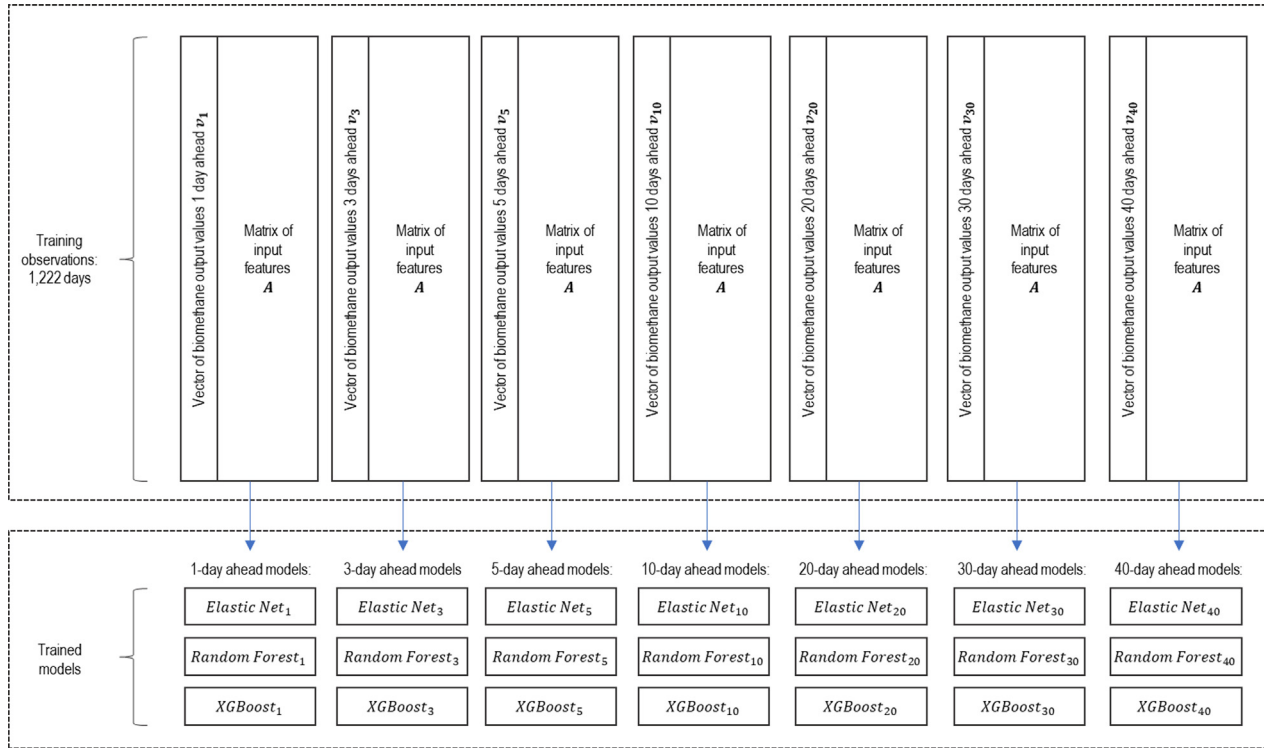 Training
observations:
1,222 days
Vector of biomethane output values 1 day ahead v₁
Matrix of
input
features
A
Vector of biomethane output values 3 days ahead v₃
Matrix of
input
features
A
Vector of biomethane output values 5 days ahead v₅
Matrix of
input
features
A
Vector of biomethane output values 10 days ahead v₁₀
Matrix of
input
features
A
Vector of biomethane output values 20 days ahead v₂₀
Matrix of
input
features
A
Vector of biomethane output values 30 days ahead v₃₀
Matrix of
input
features
A
Vector of biomethane output values 40 days ahead v₄₀
Matrix of
input
features
A
Trained
models
1-day ahead models:
Elastic Net₁
Random Forest₁
XGBoost₁
3-day ahead models
Elastic Net₃
Random Forest₃
XGBoost₃
5-day ahead models:
Elastic Net₅
Random Forest₅
XGBoost₅
10-day ahead models:
Elastic Net₁₀
Random Forest₁₀
XGBoost₁₀
20-day ahead models:
Elastic Net₂₀
Random Forest₂₀
XGBoost₂₀
30-day ahead models:
Elastic Net₃₀
Random Forest₃₀
XGBoost₃₀
40-day ahead models:
Elastic Net₄₀
Random Forest₄₀
XGBoost₄₀